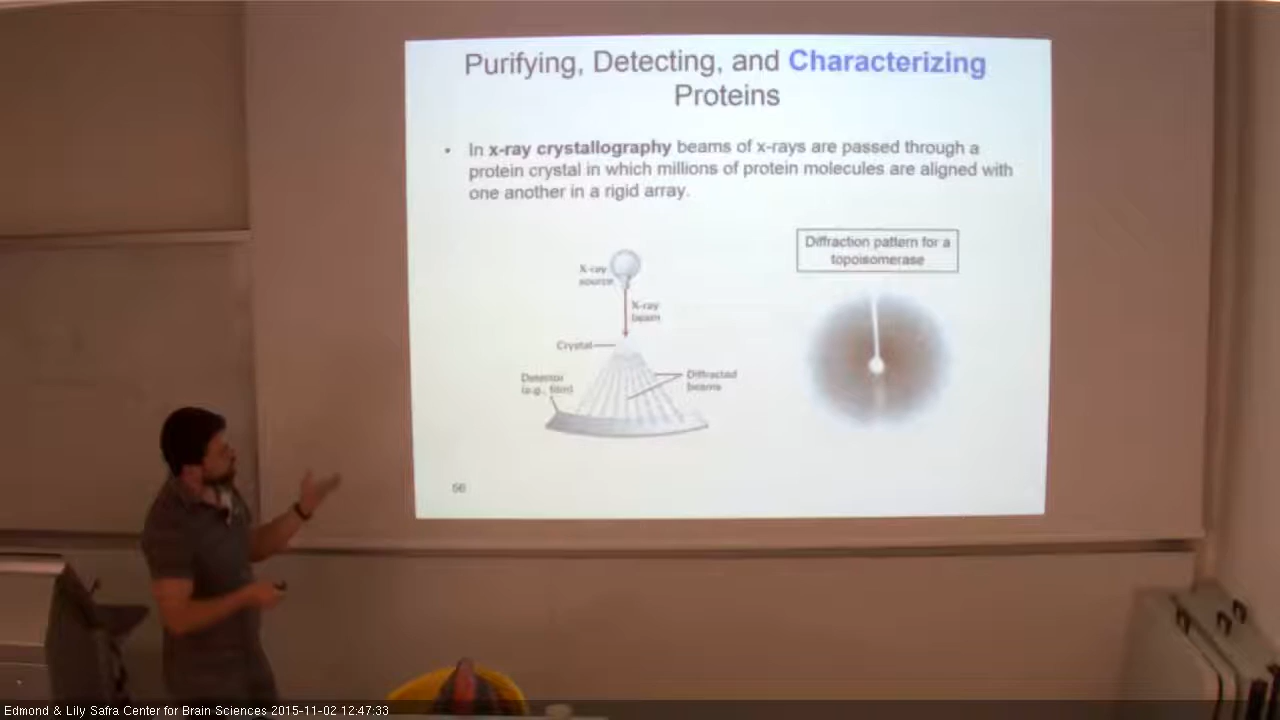 Purifying, Detecting, and Characterizing
Proteins
• In x-ray crystallography beams of x-rays are passed through a
protein crystal in which millions of protein molecules are aligned with
one another in a rigid array.
Diffraction pattern for a
topoisomerase
X-ray
source
X-ray
beam
Crystal
Detector
(e.g., film)
Diffracted
beams
56
Edmond & Lily Safra Center for Brain Sciences 2015-11-02 12:47:33